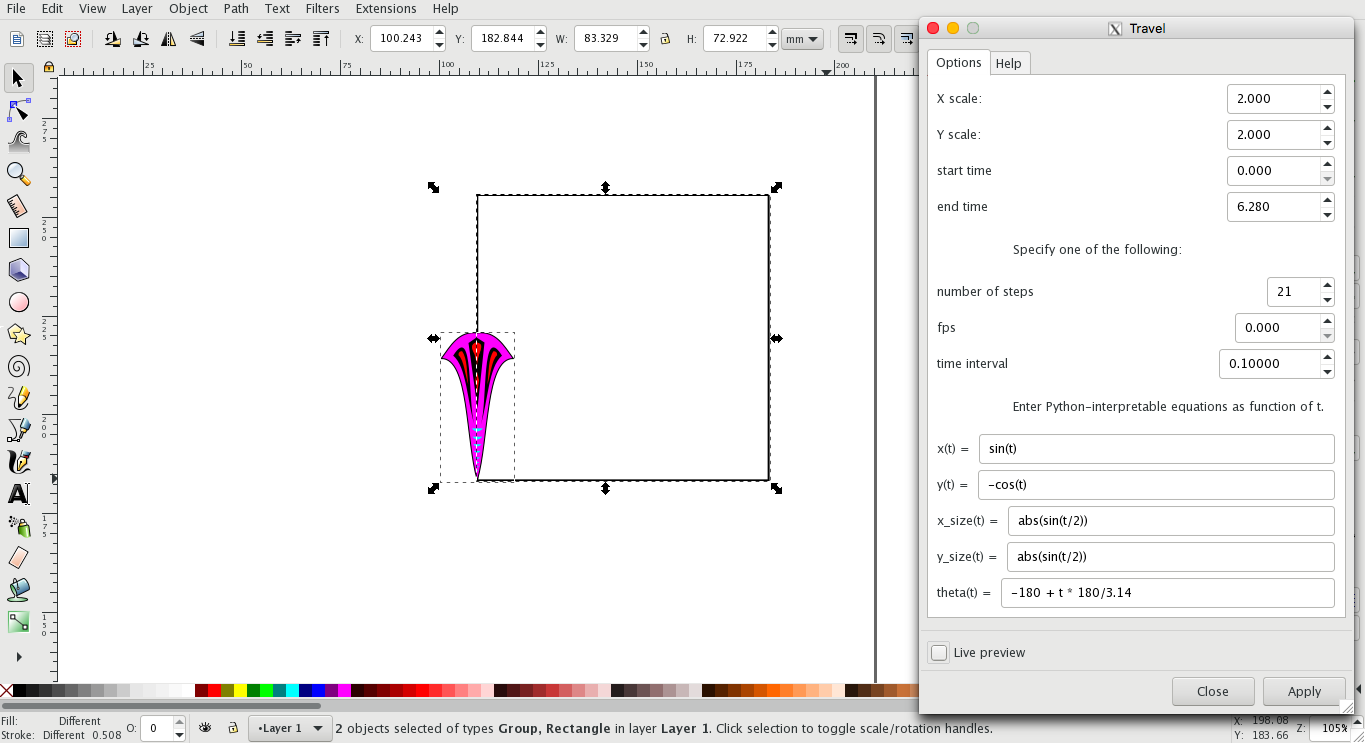 File Edit View Layer Object Path Text Filters Extensions Help
X: 100.243 Y: 182.844 W: 83.329 H: 72.922 mm
Travel
Options Help
25 50 75 100 125 150 175 200
275
250
225
200
175
150
X scale: 2.000
Y scale: 2.000
start time 0.000
end time 6.280
Specify one of the following:
number of steps 21
fps 0.000
time interval 0.10000
Enter Python-interpretable equations as function of t.
x(t) = sin(t)
y(t) = -cos(t)
x_size(t) = abs(sin(t/2))
y_size(t) = abs(sin(t/2))
theta(t) = -180 + t * 180/3.14
Live preview
Close Apply
Fill: Different
Stroke: Different 0.508
O: 0
•Layer 1
2 objects selected of types Group, Rectangle in layer Layer 1. Click selection to toggle scale/rotation handles.
X: 198.08
Y: 183.66
Z: 105%